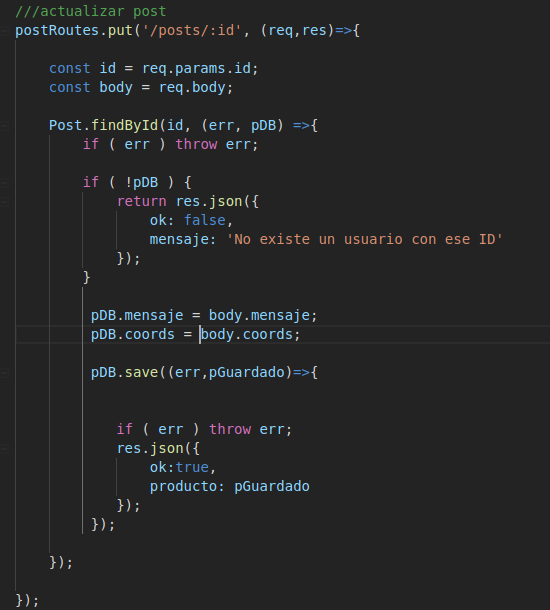 ///actualizar post
postRoutes.put('/posts/:id', (req,res)=>{
const id = req.params.id;
const body = req.body;
Post.findById(id, (err, pDB) =>{
if ( err ) throw err;
if ( !pDB ) {
return res.json({
ok: false,
mensaje: 'No existe un usuario con ese ID'
});
}
pDB.mensaje = body.mensaje;
pDB.coords = body.coords;
pDB.save((err,pGuardado)=>{
if ( err ) throw err;
res.json({
ok:true,
producto: pGuardado
});
});
});
});